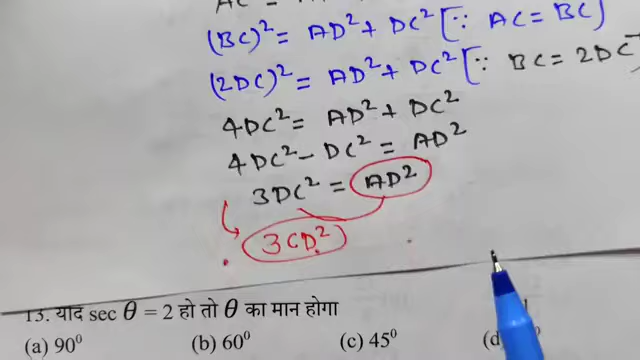 (BC)² = AD² + DC² [∵ AC = BC)
(2DC)² = AD² + DC² [∵ BC = 2DC
4DC² = AD² + DC²
4DC² - DC² = AD²
3DC² = AD²
3CD²
13. याद sec θ = 2 हो तो θ का मान होगा
(a) 90⁰ (b) 60⁰ (c) 45⁰ (d)